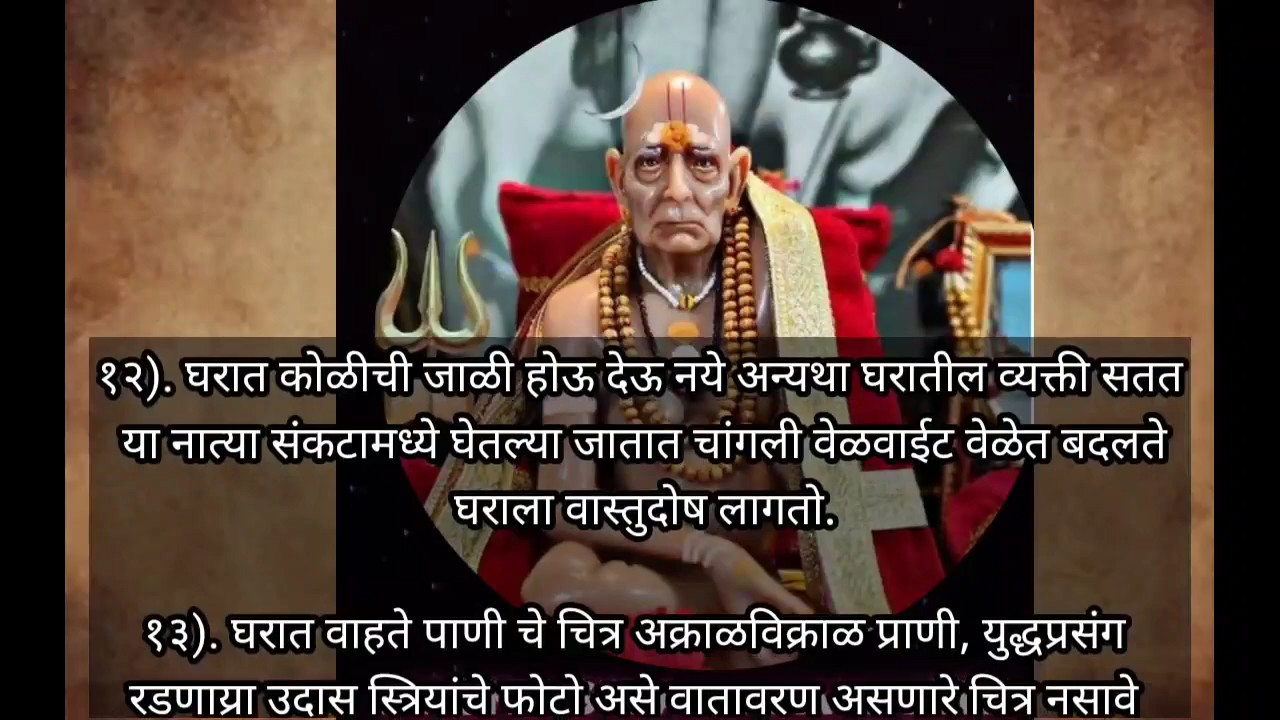 १२). घरात कोळीची जाळी होऊ देऊ नये अन्यथा घरातील व्यक्ती सतत
या नात्या संकटामध्ये घेतल्या जातात चांगली वेळवाईट वेळेत बदलते
घराला वास्तुदोष लागतो.
१३). घरात वाहते पाणी चे चित्र अक्राळविक्राळ प्राणी, युद्धप्रसंग
रडणाऱ्या उदास स्त्रियांचे फोटो असे वातावरण असणारे चित्र नसावे